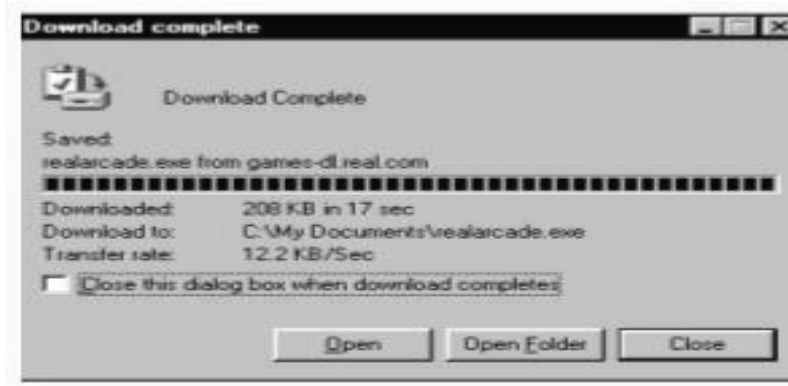 Download complete
Download Complete
Saved:
realarcade.exe from games-dl.real.com
Downloaded: 208 KB in 17 sec
Download to: C:\My Documents\realarcade.exe
Transfer rate: 12.2 KB/Sec
Close this dialog box when download completes
Open Open Folder Close